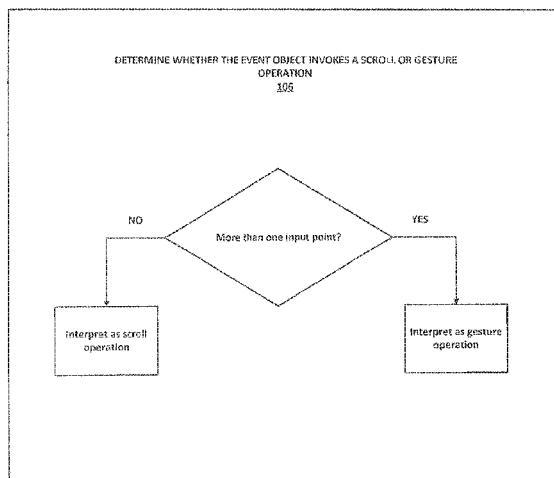 DETERMINE WHETHER THE EVENT OBJECT INVOKES A SCROLL OR GESTURE
OPERATION
106
NO
YES
More than one input point?
Interpret as scroll
operation
Interpret as gesture
operation